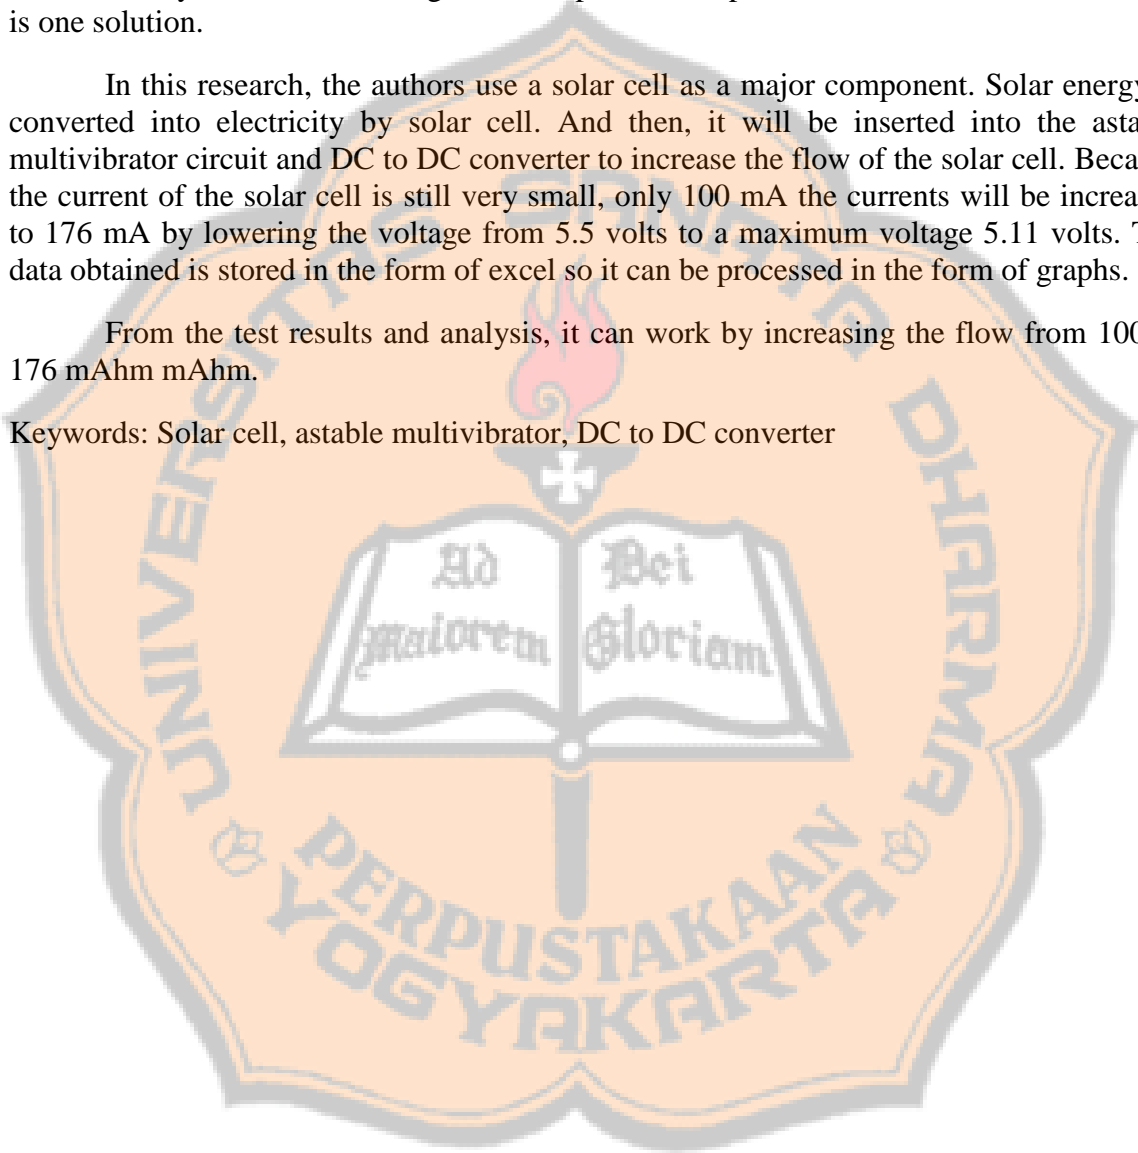 is one solution.
In this research, the authors use a solar cell as a major component. Solar energy
converted into electricity by solar cell. And then, it will be inserted into the asta
multivibrator circuit and DC to DC converter to increase the flow of the solar cell. Beca
the current of the solar cell is still very small, only 100 mA the currents will be increa
to 176 mA by lowering the voltage from 5.5 volts to a maximum voltage 5.11 volts. T
data obtained is stored in the form of excel so it can be processed in the form of graphs.
From the test results and analysis, it can work by increasing the flow from 100
176 mAhm mAhm.
Keywords: Solar cell, astable multivibrator, DC to DC converter
UNIVERSITAS SANATA DHARMA
Ad Dei
maiorem Gloriam
PERPUSTAKAAN
YOGYAKARTA